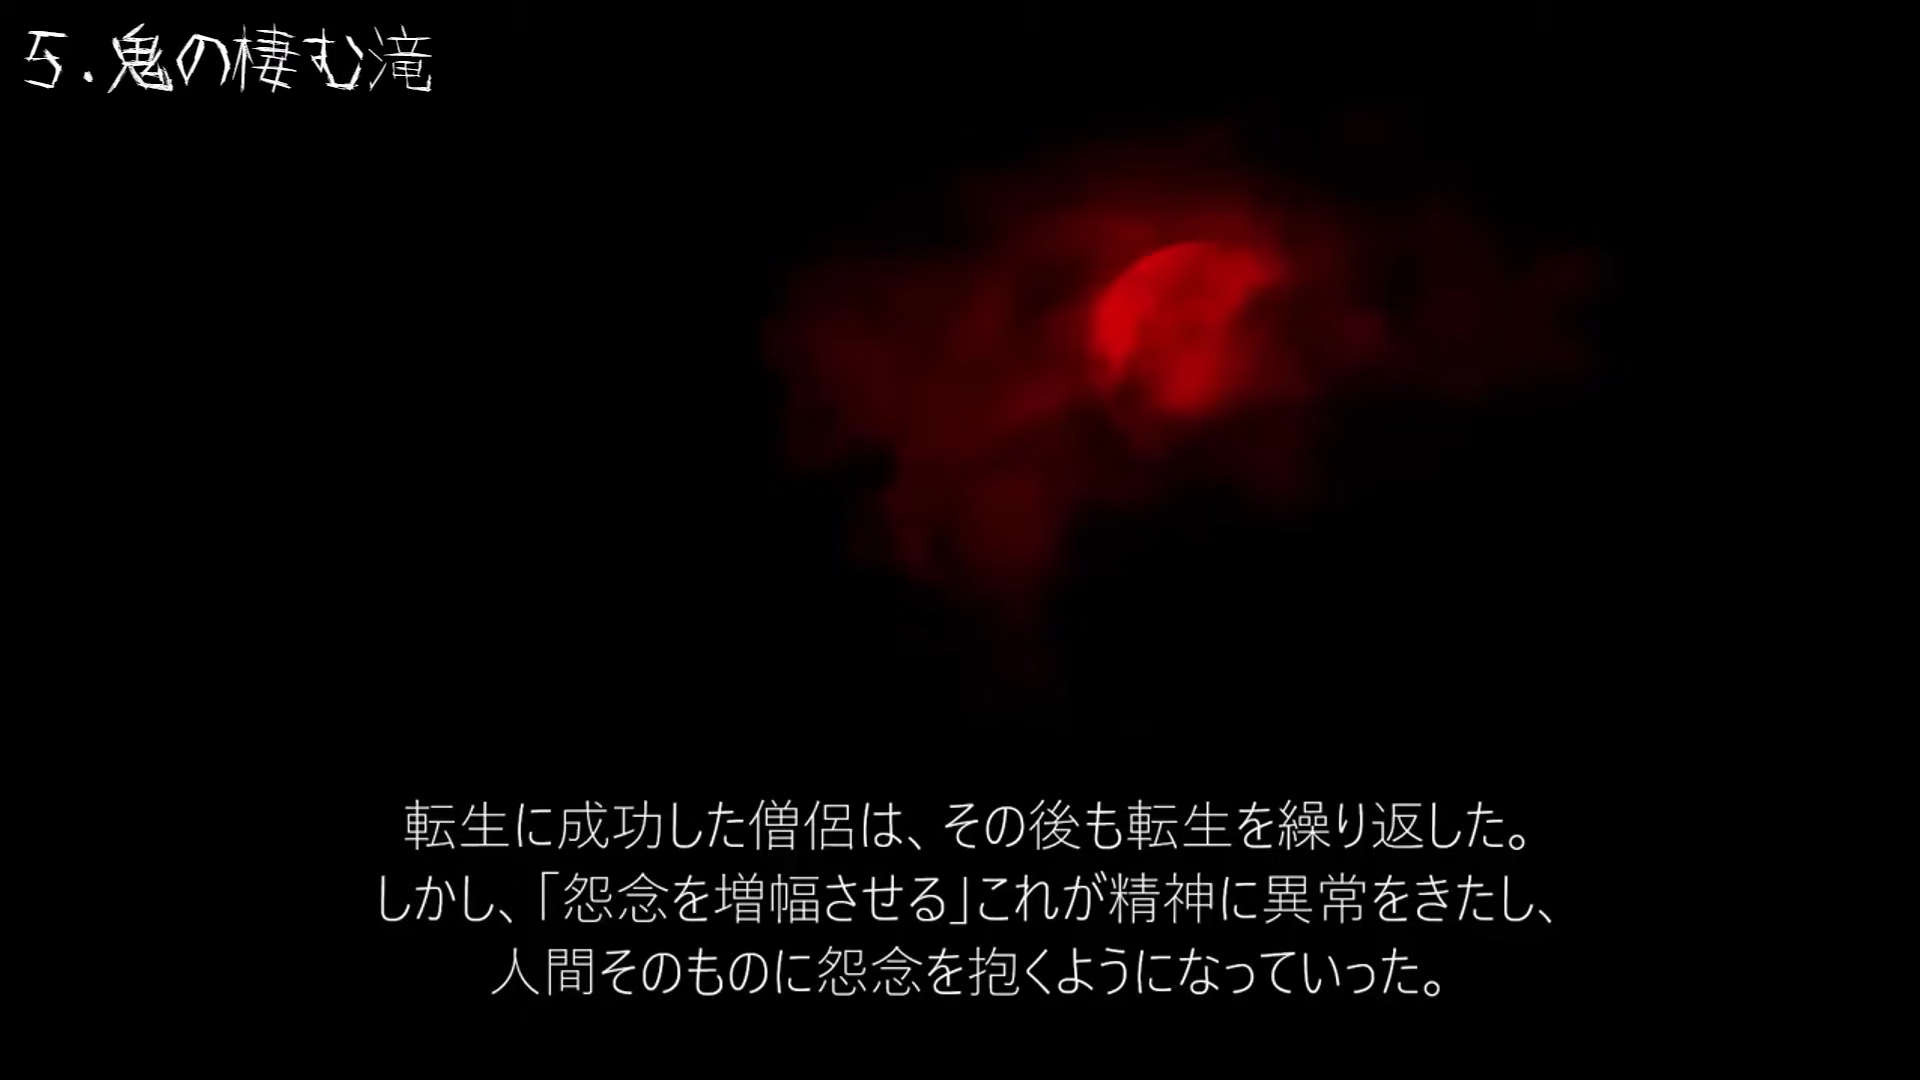 5.鬼の棲む滝
転生に成功した僧侶は、その後も転生を繰り返した。
しかし、「怨念を増幅させる」これが精神に異常をきたし、
人間そのものに怨念を抱くようになっていった。